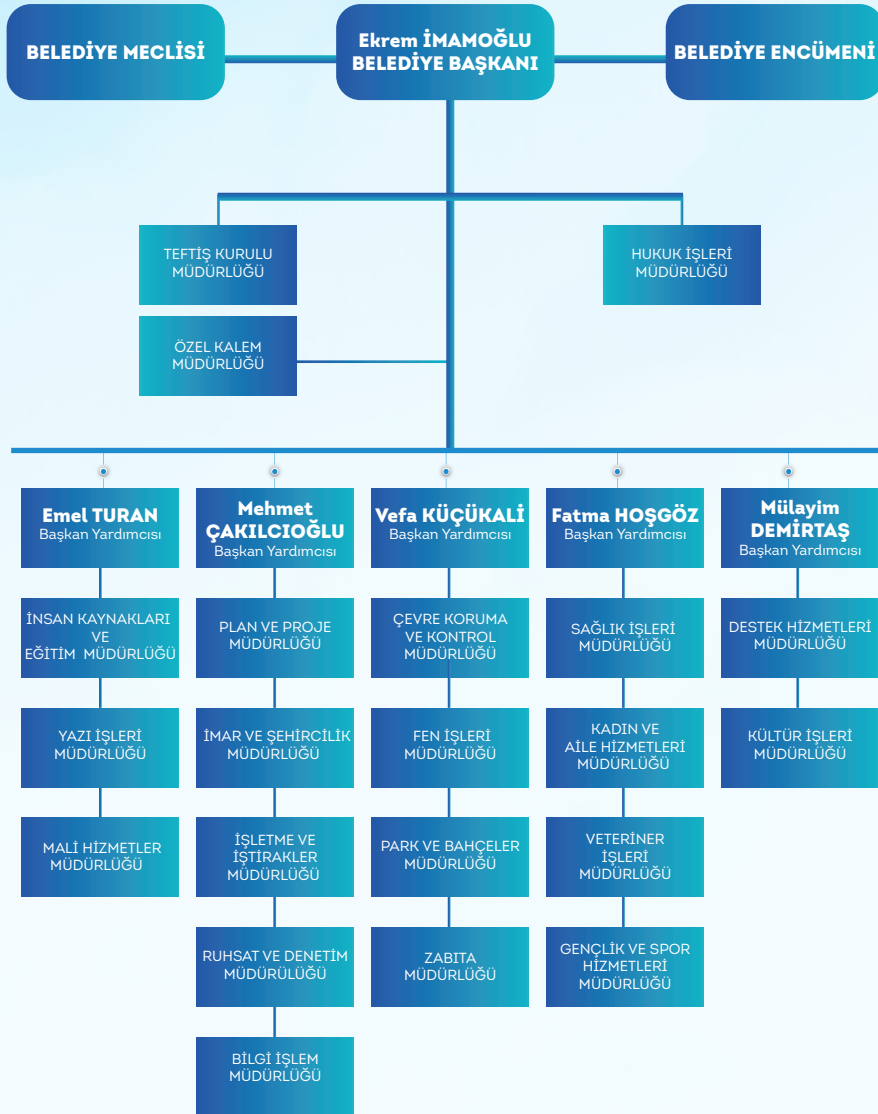 BELEDİYE MECLİSİ
Ekrem İMAMOĞLU
BELEDİYE BAŞKANI
BELEDİYE ENCÜMENİ
TEFTİŞ KURULU
MÜDÜRLÜĞÜ
HUKUK İŞLERİ
MÜDÜRLÜĞÜ
ÖZEL KALEM
MÜDÜRLÜĞÜ
Emel TURAN
Başkan Yardımcısı
İNSAN KAYNAKLARI
VE
EĞİTİM MÜDÜRLÜĞÜ
YAZI İŞLERİ
MÜDÜRLÜĞÜ
MALİ HİZMETLER
MÜDÜRLÜĞÜ
Mehmet
ÇAKILCIOĞLU
Başkan Yardımcısı
PLAN VE PROJE
MÜDÜRLÜĞÜ
İMAR VE ŞEHİRCİLİK
MÜDÜRLÜĞÜ
İŞLETME VE
İŞTİRAKLER
MÜDÜRLÜĞÜ
RUHSAT VE DENETİM
MÜDÜRÜLÜĞÜ
BİLGİ İŞLEM
MÜDÜRLÜĞÜ
Vefa KÜÇÜKALİ
Başkan Yardımcısı
ÇEVRE KORUMA
VE KONTROL
MÜDÜRLÜĞÜ
FEN İŞLERİ
MÜDÜRLÜĞÜ
PARK VE BAHÇELER
MÜDÜRLÜĞÜ
ZABITA
MÜDÜRLÜĞÜ
Fatma HOŞGÖZ
Başkan Yardımcısı
SAĞLIK İŞLERİ
MÜDÜRLÜĞÜ
KADIN VE
AİLE HİZMETLERİ
MÜDÜRLÜĞÜ
VETERİNER
İŞLERİ
MÜDÜRLÜĞÜ
GENÇLİK VE SPOR
HİZMETLERİ
MÜDÜRLÜĞÜ
Mülayim
DEMİRTAŞ
Başkan Yardımcısı
DESTEK HİZMETLERİ
MÜDÜRLÜĞÜ
KÜLTÜR İŞLERİ
MÜDÜRLÜĞÜ